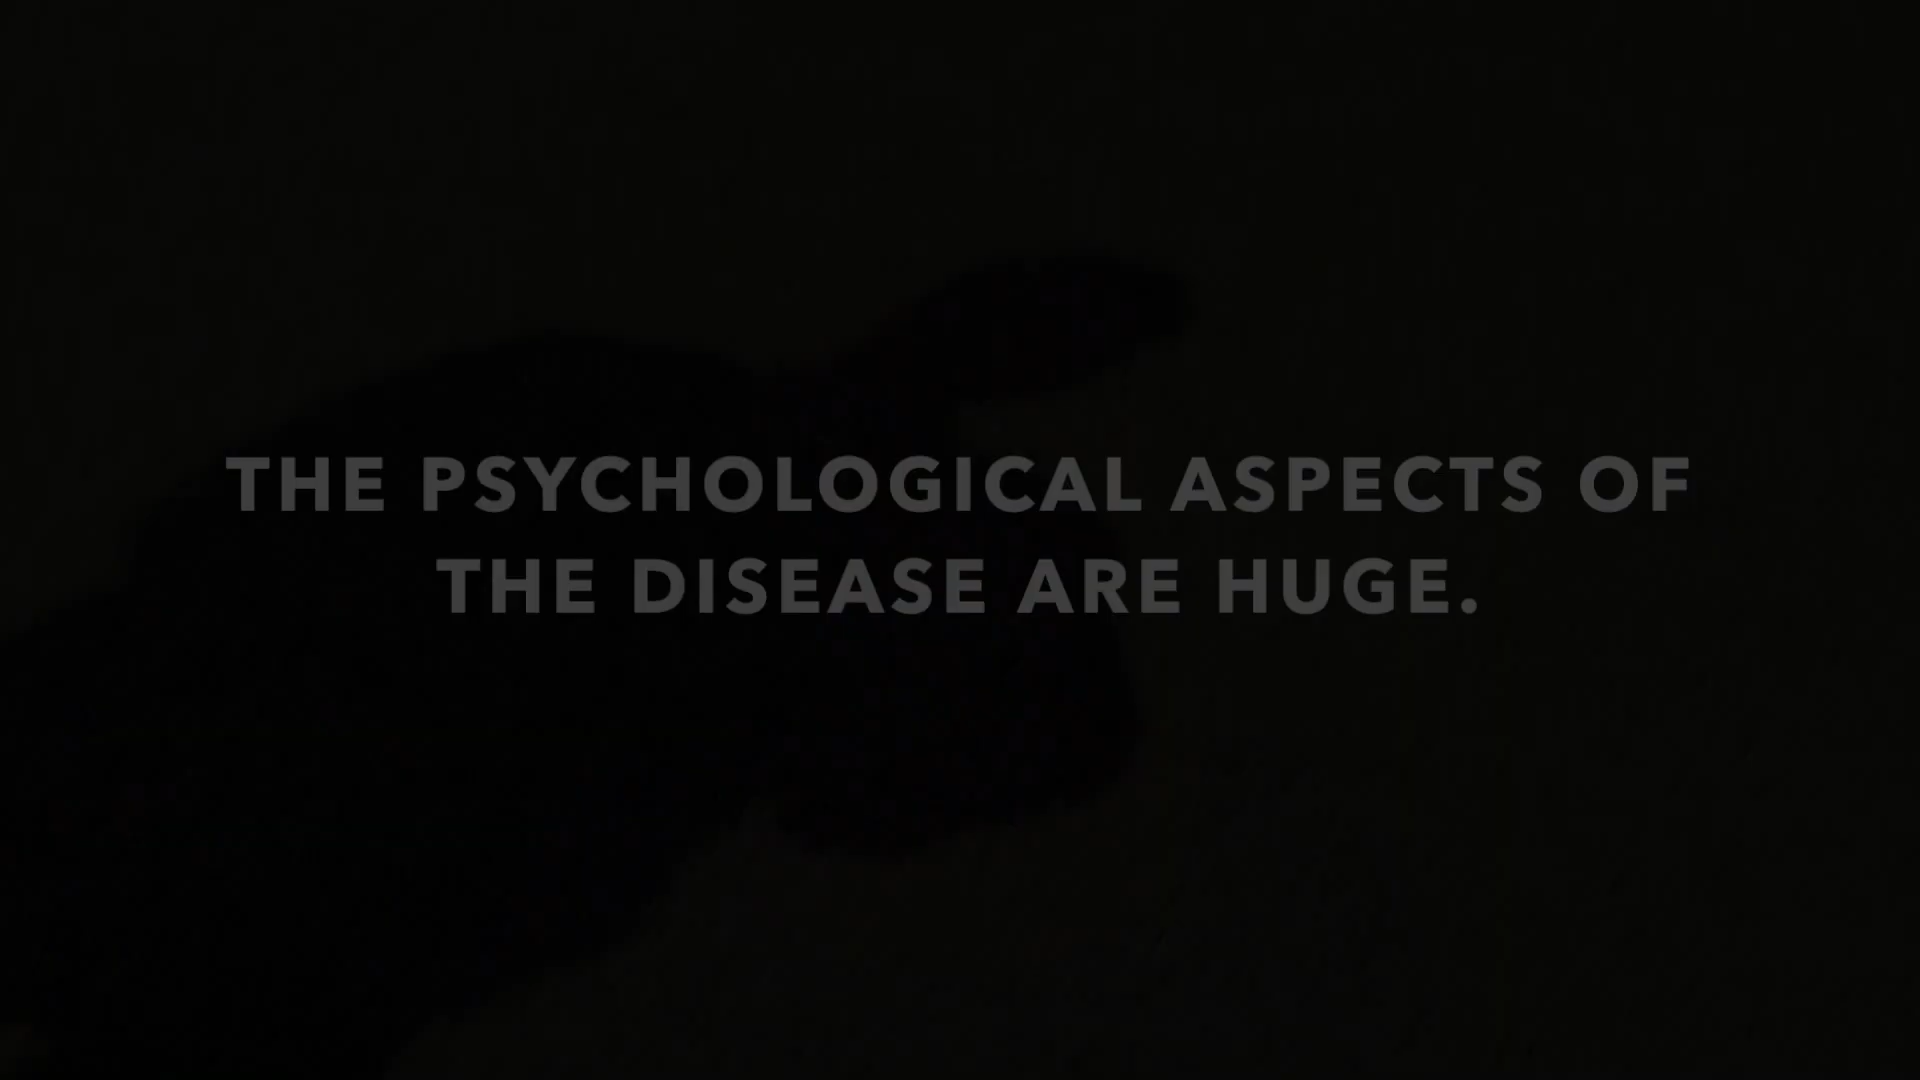 THE PSYCHOLOGICAL ASPECTS OF
THE DISEASE ARE HUGE.